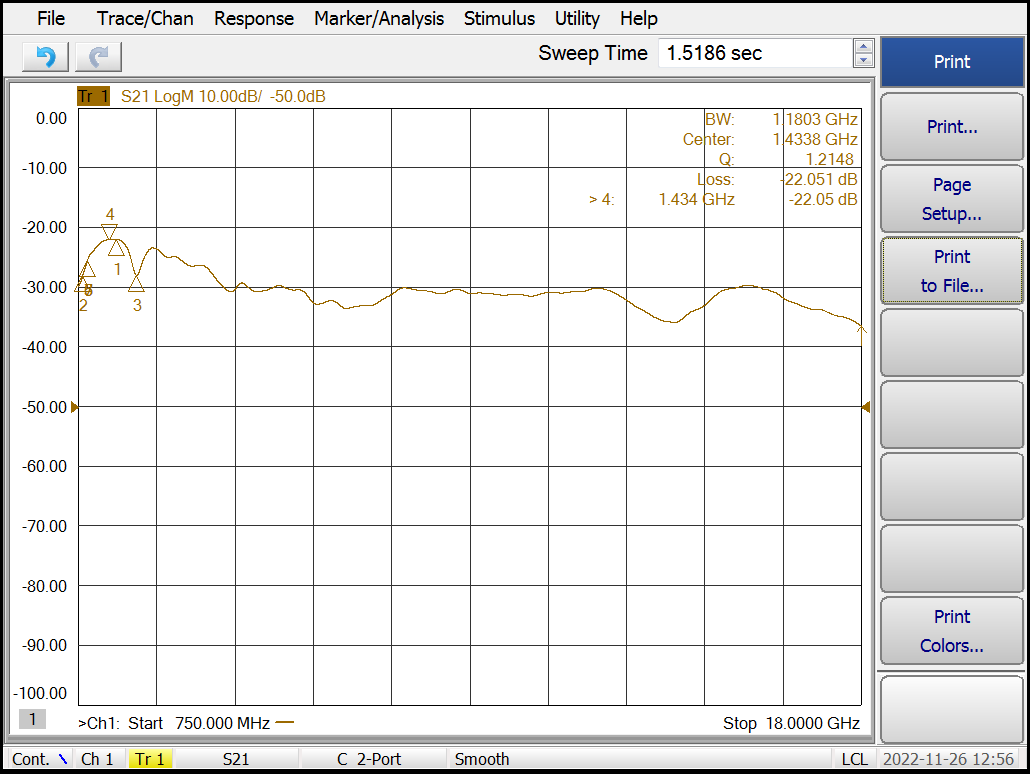 File Trace/Chan Response Marker/Analysis Stimulus Utility Help
Sweep Time 1.5186 sec
Print
Tr 1 S21 LogM 10.00dB/ -50.0dB
0.00
-10.00
-20.00
-30.00
-40.00
-50.00
-60.00
-70.00
-80.00
-90.00
-100.00
BW: 1.1803 GHz
Center: 1.4338 GHz
Q: 1.2148
Loss: -22.051 dB
> 4: 1.434 GHz -22.05 dB
4
1
2
3
1
>Ch1: Start 750.000 MHz
Stop 18.0000 GHz
Print...
Page
Setup...
Print
to File...
Print
Colors...
Cont. Ch 1 Tr 1 S21 C 2-Port Smooth LCL 2022-11-26 12:56